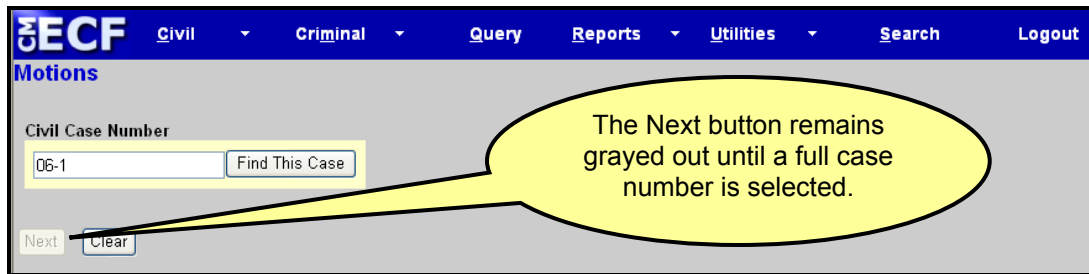 CM ECF Civil Criminal Query Reports Utilities Search Logout
Motions
Civil Case Number
06-1 Find This Case
The Next button remains
grayed out until a full case
number is selected.
Next Clear